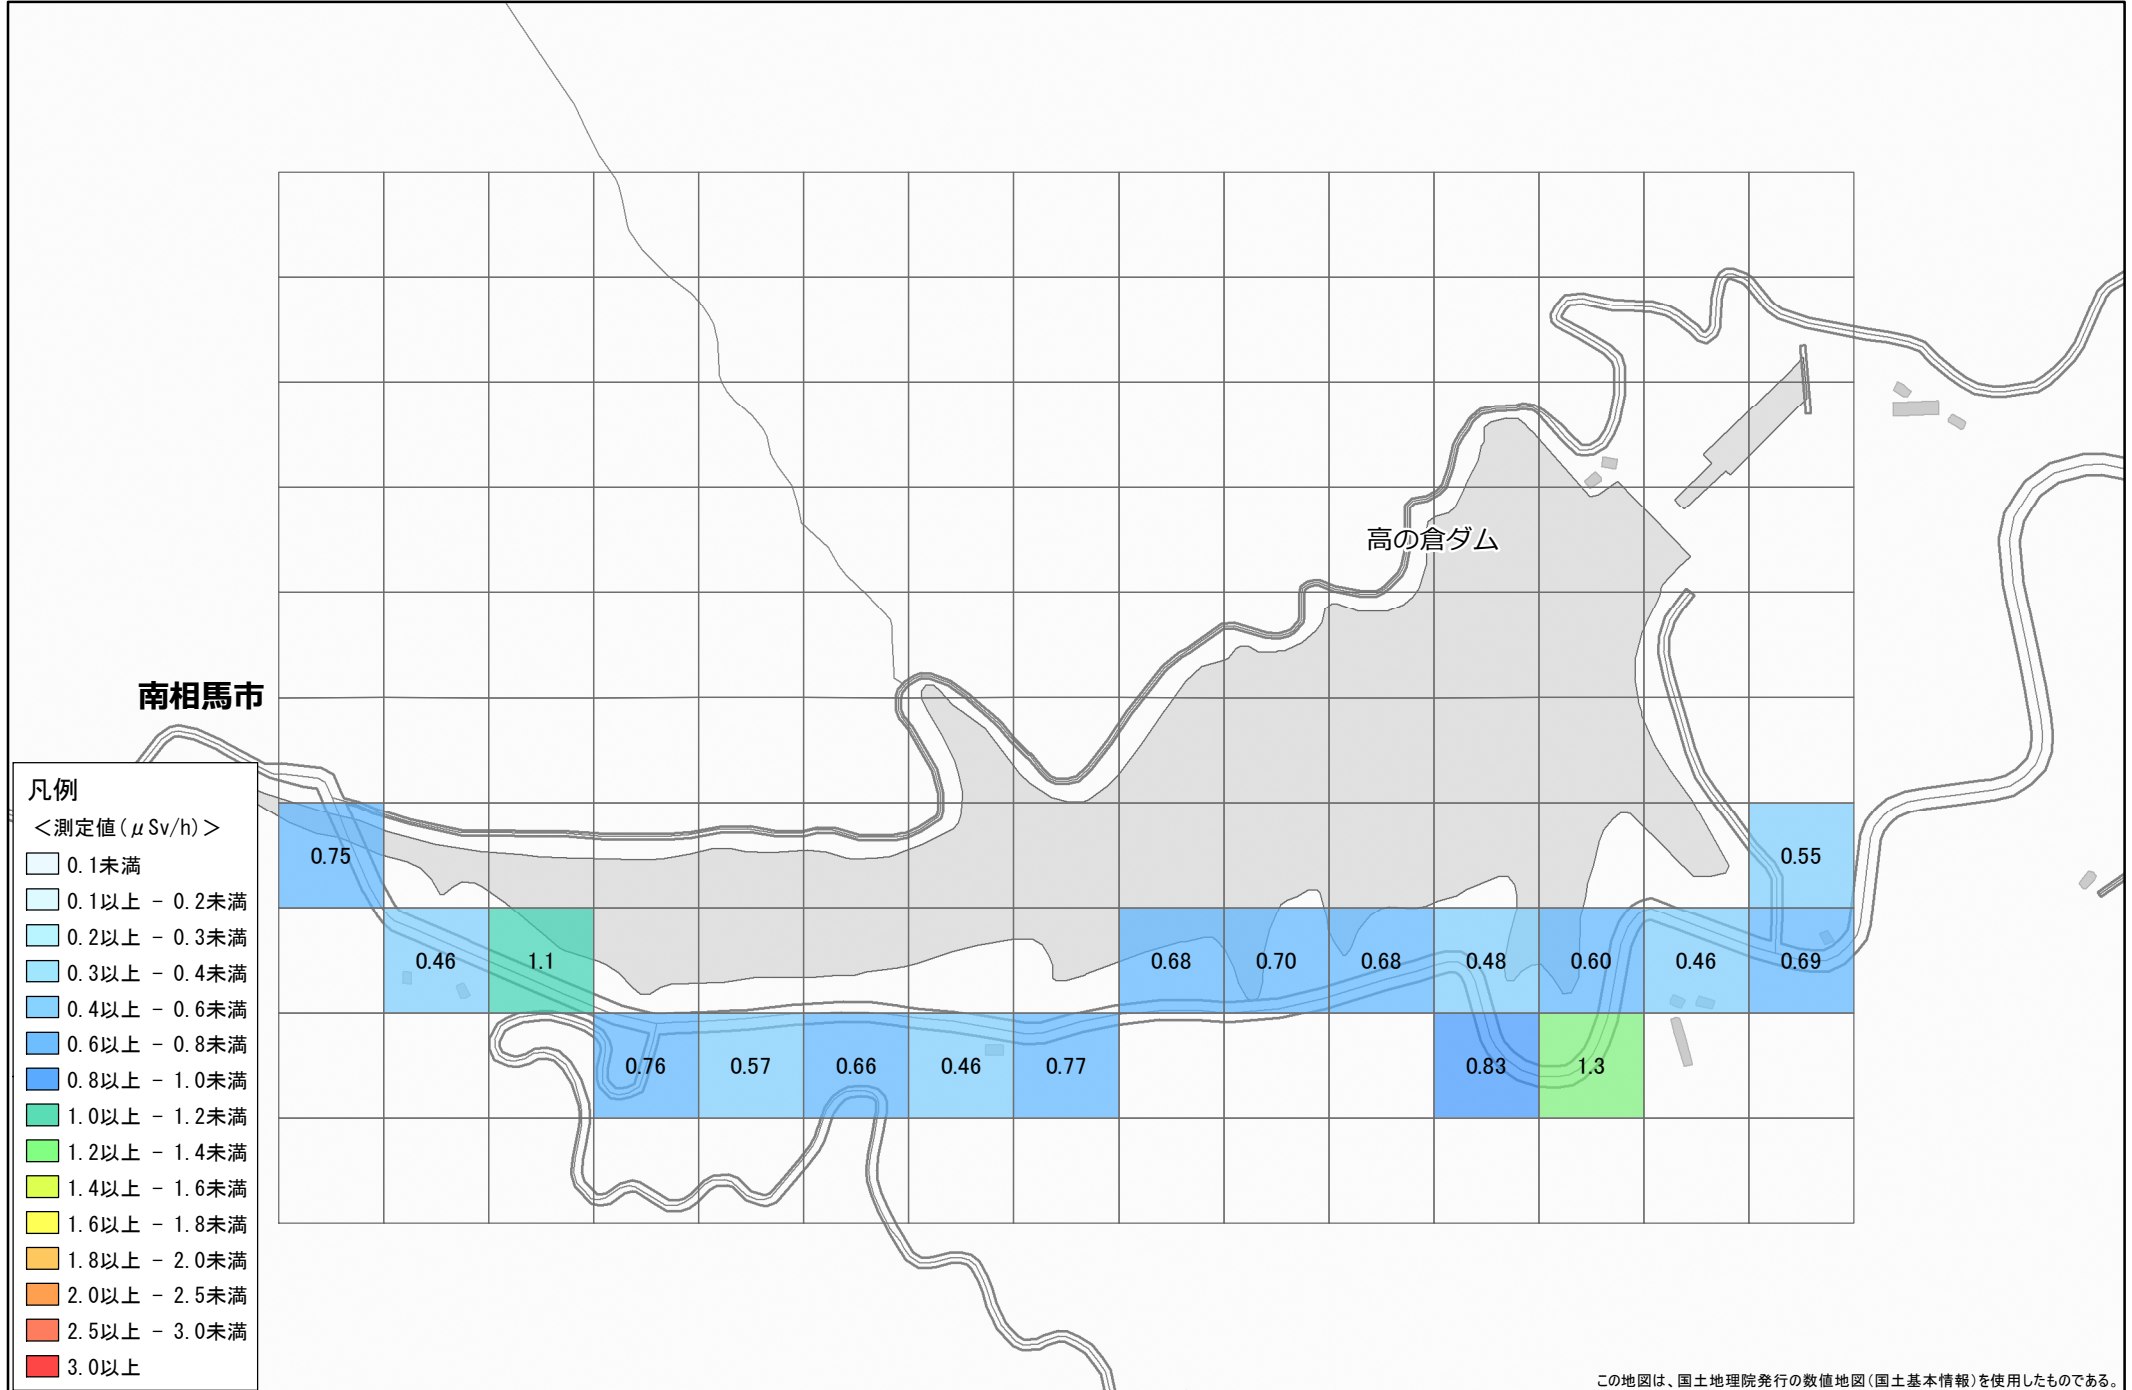 高の倉ダム
南相馬市
凡例
＜測定値(μSv/h)＞
0.1未満
0.1以上 － 0.2未満
0.2以上 － 0.3未満
0.3以上 － 0.4未満
0.4以上 － 0.6未満
0.6以上 － 0.8未満
0.8以上 － 1.0未満
1.0以上 － 1.2未満
1.2以上 － 1.4未満
1.4以上 － 1.6未満
1.6以上 － 1.8未満
1.8以上 － 2.0未満
2.0以上 － 2.5未満
2.5以上 － 3.0未満
3.0以上
0.75 0.55
0.46 1.1 0.68 0.70 0.68 0.48 0.60 0.46 0.69
0.76 0.57 0.66 0.46 0.77 0.83 1.3
この地図は、国土地理院発行の数値地図(国土基本情報)を使用したものである。